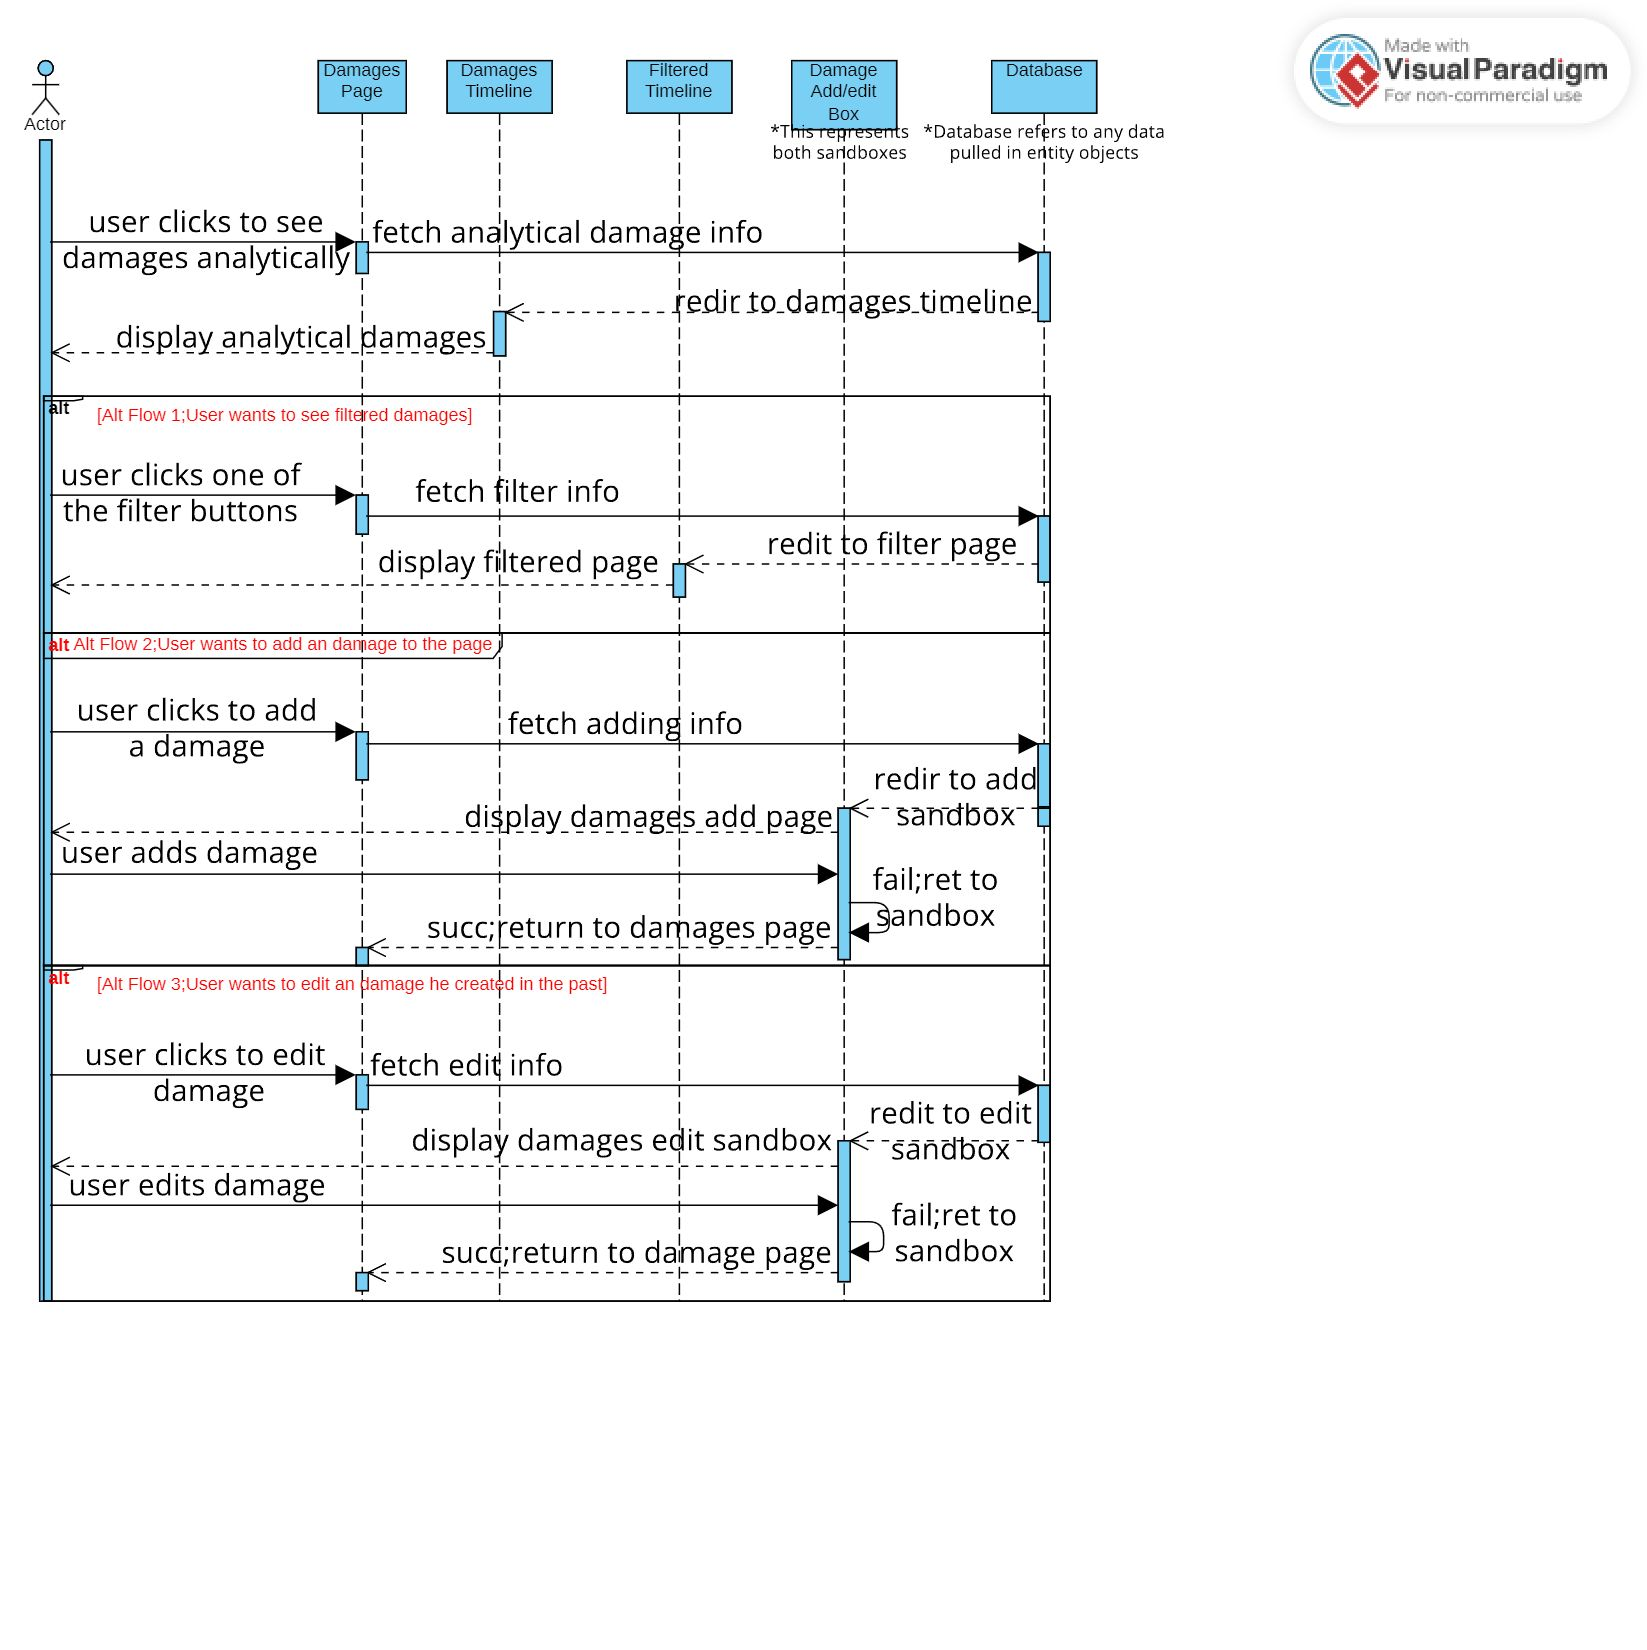 Made with
Visual Paradigm
For non-commercial use
Actor
Damages
Page
Damages
Timeline
Filtered
Timeline
Damage
Add/edit
Box
Database
*This represents
both sandboxes
*Database refers to any data
pulled in entity objects
user clicks to see
damages analytically
fetch analytical damage info
redir to damages timeline
display analytical damages
alt
[Alt Flow 1;User wants to see filtered damages]
user clicks one of
the filter buttons
fetch filter info
redit to filter page
display filtered page
alt Alt Flow 2;User wants to add an damage to the page
user clicks to add
a damage
fetch adding info
redir to add
sandbox
display damages add page
user adds damage
fail;ret to
sandbox
succ;return to damages page
alt
[Alt Flow 3;User wants to edit an damage he created in the past]
user clicks to edit
damage
fetch edit info
redit to edit
sandbox
display damages edit sandbox
user edits damage
fail;ret to
sandbox
succ;return to damage page